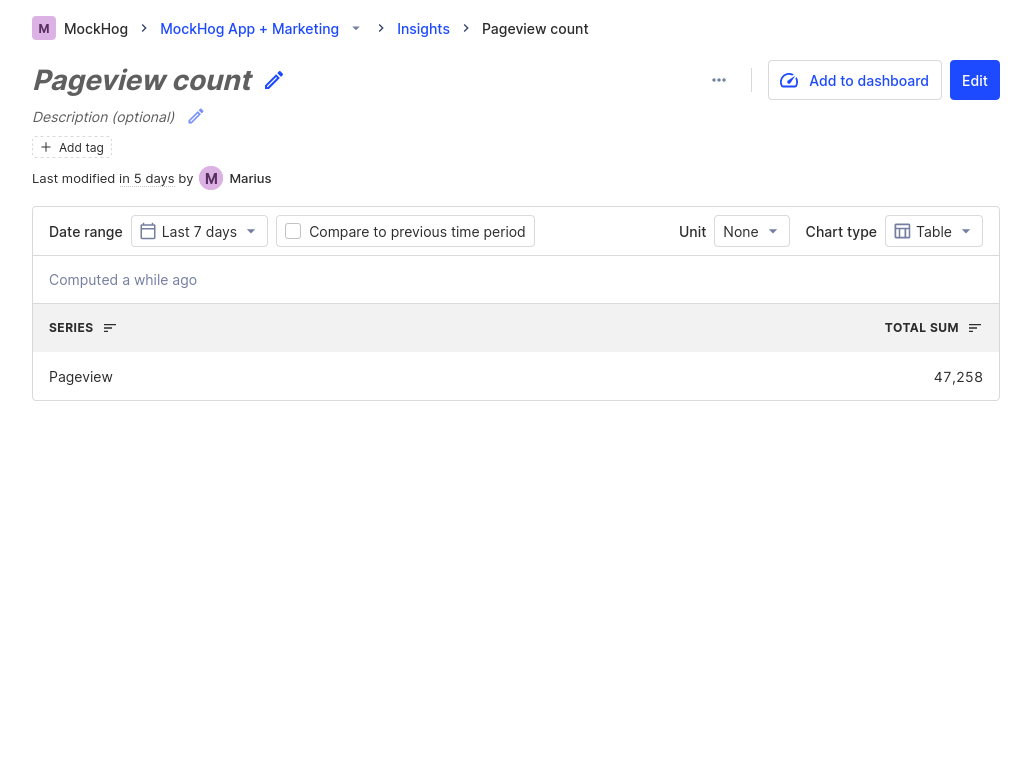 M MockHog > MockHog App + Marketing > Insights > Pageview count
Pageview count
Add to dashboard
Edit
Description (optional)
+ Add tag
Last modified in 5 days by M Marius
Date range Last 7 days Compare to previous time period Unit None Chart type Table
Computed a while ago
SERIES TOTAL SUM
Pageview 47,258